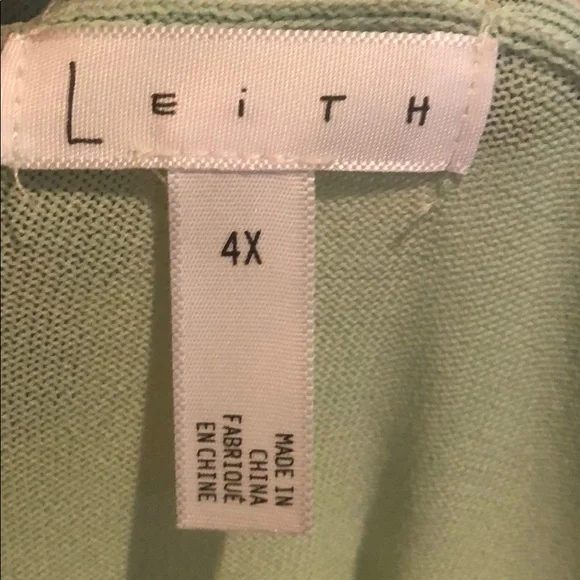 LEiTH
4X
MADE IN
CHINA
FABRIQUÉ
EN CHINE